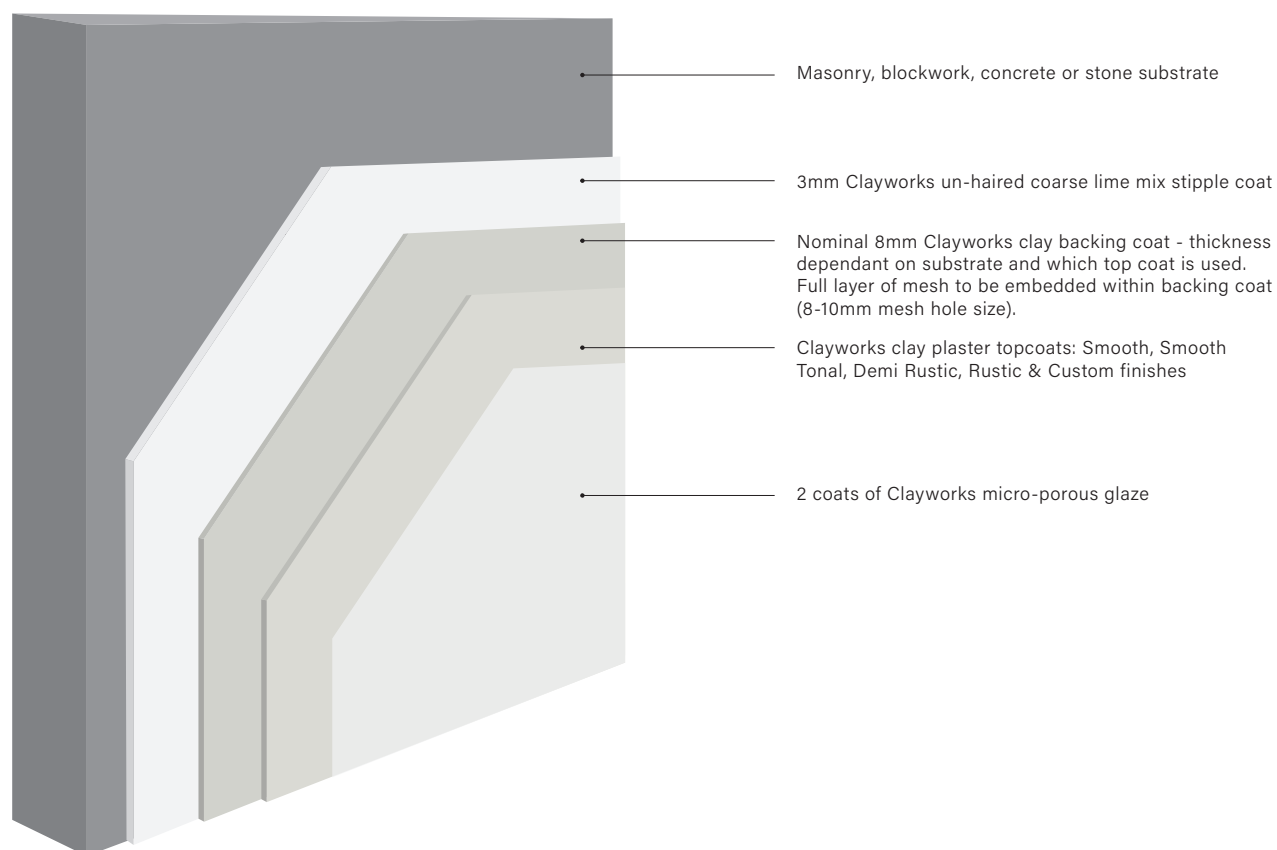 Masonry, blockwork, concrete or stone substrate
3mm Clayworks un-haired coarse lime mix stipple coat
Nominal 8mm Clayworks clay backing coat - thickness
dependant on substrate and which top coat is used.
Full layer of mesh to be embedded within backing coat
(8-10mm mesh hole size).
Clayworks clay plaster topcoats: Smooth, Smooth
Tonal, Demi Rustic, Rustic & Custom finishes
2 coats of Clayworks micro-porous glaze